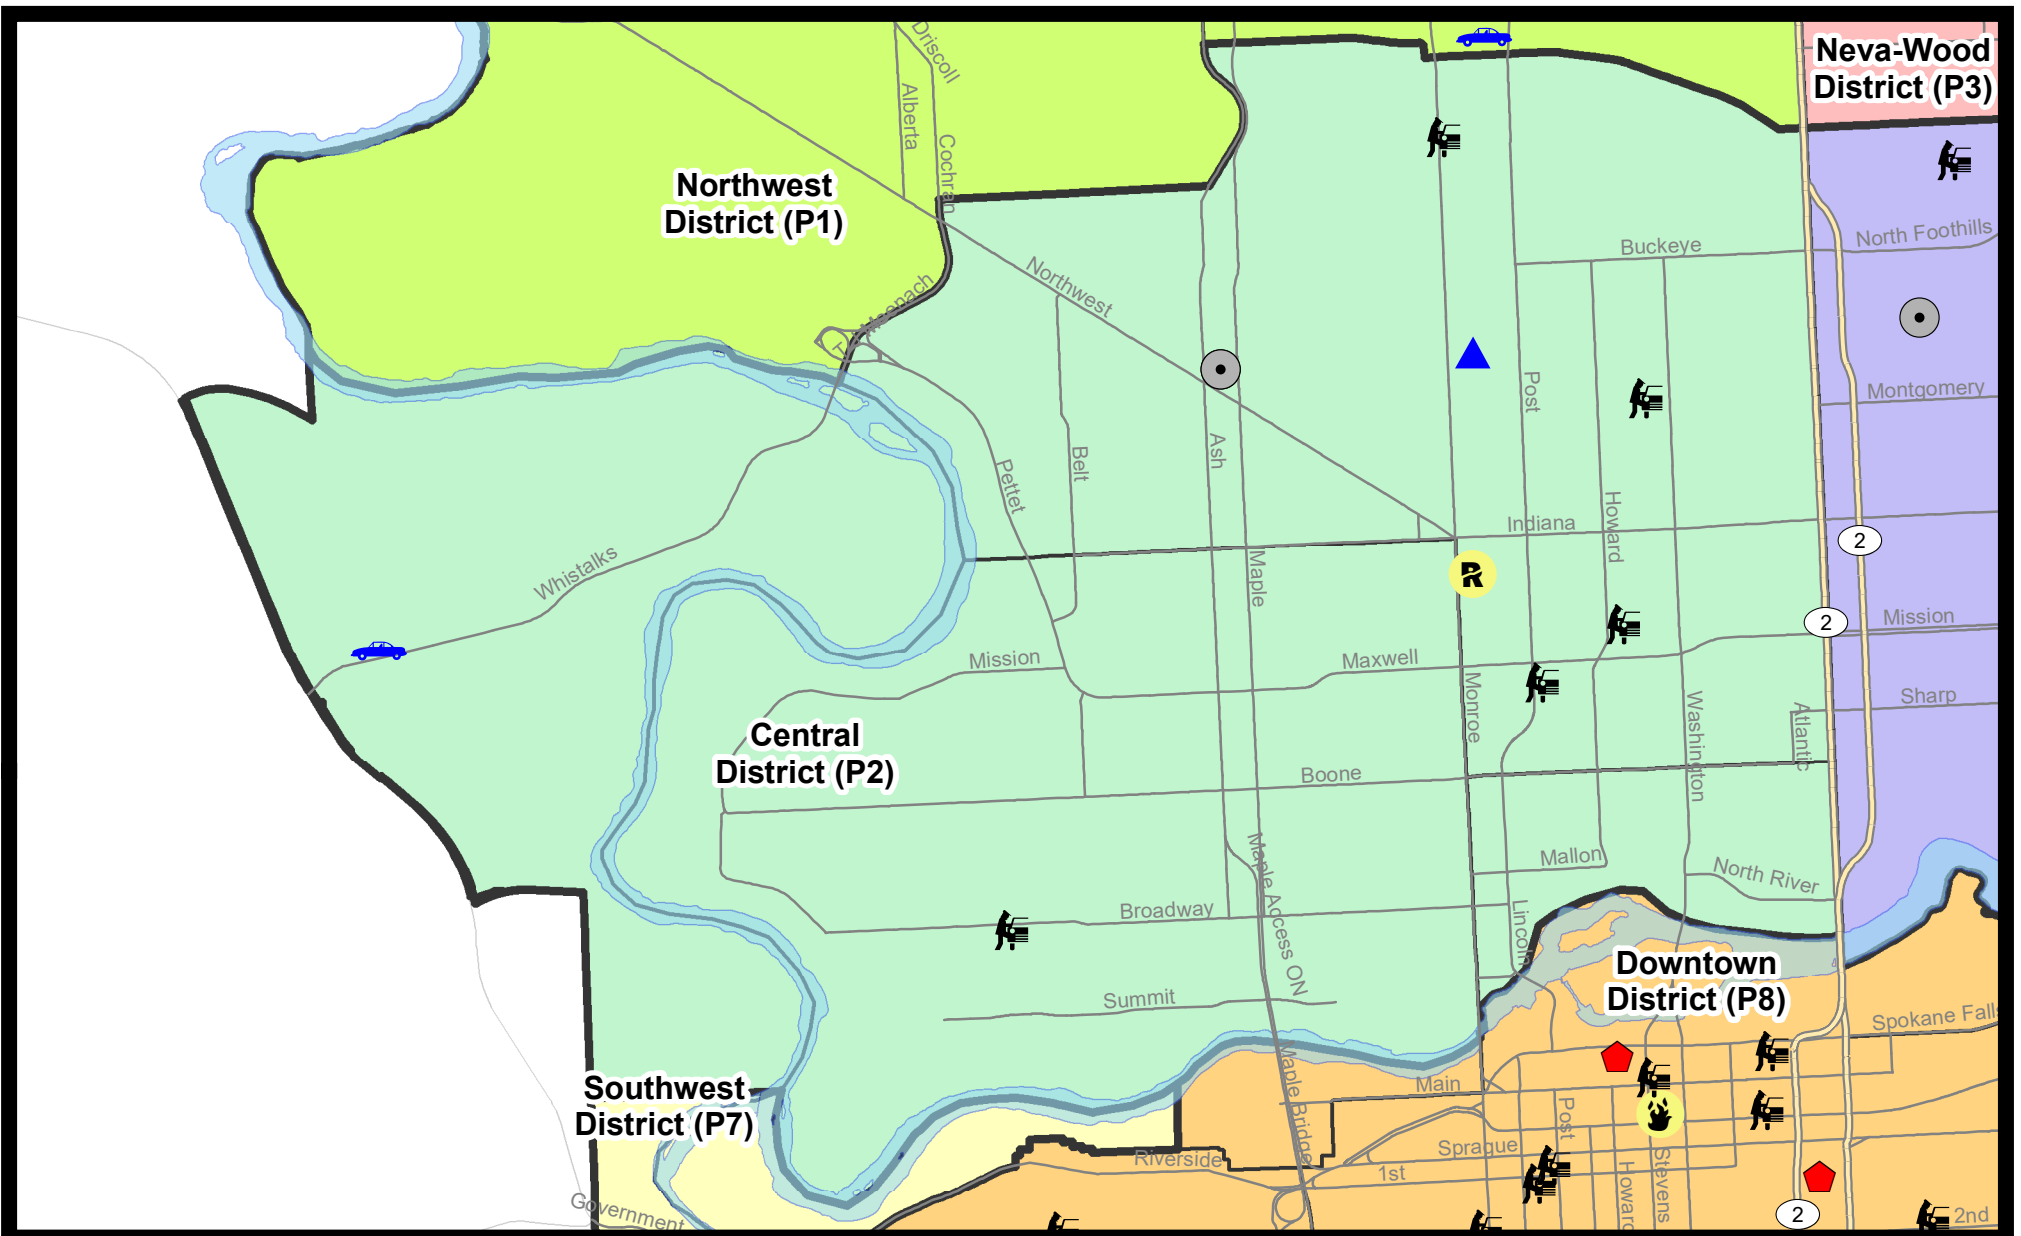 Neva-Wood
District (P3)
Driscoll
Alberta
Cochran
Northwest
District (P1)
North Foothills
Buckeye
Northwest
Montgomery
Post
Ash
Belt
Pettet
Howard
Indiana
2
Whistalks
Maple
2
Mission
Mission
Maxwell
Monroe
Washington
Atlantic
Sharp
Central
District (P2)
Boone
Mallon
North River
Maple Access ON
Broadway
Lincoln
Downtown
District (P8)
Summit
Spokane Falls
Southwest
District (P7)
Main
Maple Bridge
Post
Sprague
Riverside
1st
Stevens
Howard
Government
2
2nd